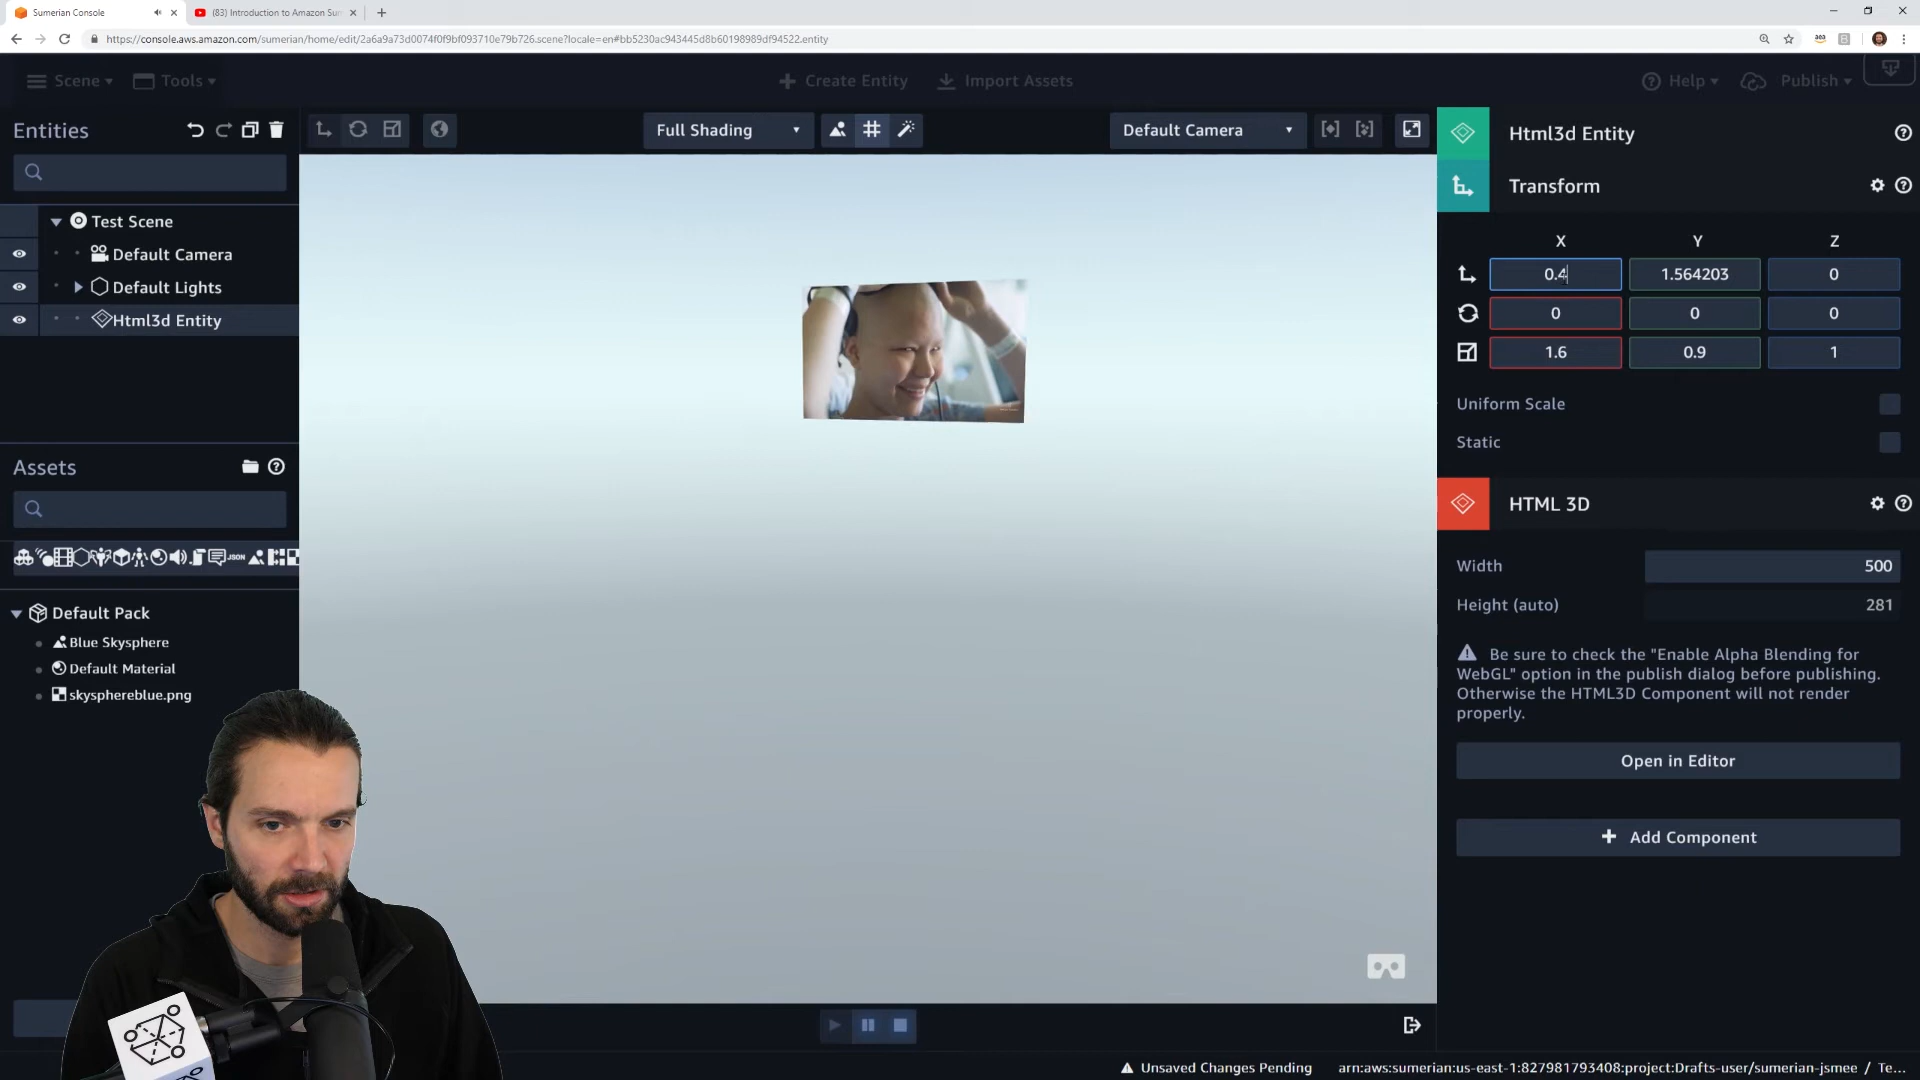 Sumerian Console
(83) Introduction to Amazon Sum
https://console.aws.amazon.com/sumerian/home/edit/2a6a9a73d0074f0f9bf093710e79b726.scene?locale=en#bb5230ac943445d8b60198989df94522.entity
Scene
Tools
Create Entity
Import Assets
Help
Publish
Entities
Full Shading
Default Camera
Test Scene
Default Camera
Default Lights
Html3d Entity
Assets
JSON
Default Pack
Blue Skysphere
Default Material
skysphereblue.png
Html3d Entity
Transform
X Y Z
0.4 1.564203 0
0 0 0
1.6 0.9 1
Uniform Scale
Static
HTML 3D
Width 500
Height (auto) 281
Be sure to check the "Enable Alpha Blending for
WebGL" option in the publish dialog before publishing.
Otherwise the HTML3D Component will not render
properly.
Open in Editor
Add Component
Unsaved Changes Pending
arn:aws:sumerian:us-east-1:827981793408:project:Drafts-user/sumerian-jsmee / Te...